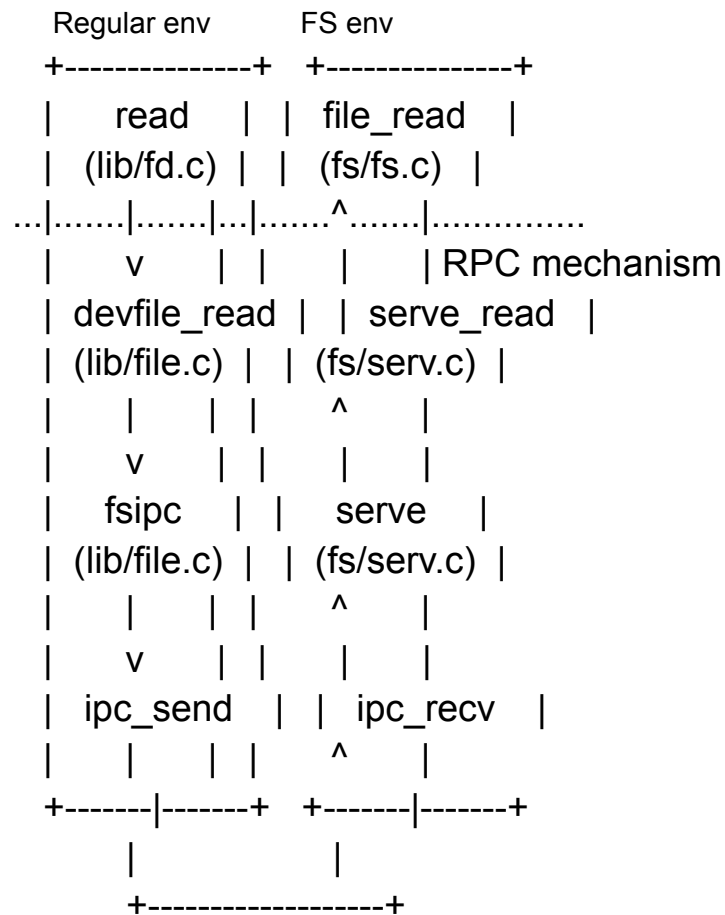 Regular env FS env
+---------------+ +---------------+
| read | | file_read |
| (lib/fd.c) | | (fs/fs.c) |
...|.......|.......|...|.......^.......|...............
| v | | | | RPC mechanism
| devfile_read | | serve_read |
| (lib/file.c) | | (fs/serv.c) |
| | | | ^ |
| v | | | |
| fsipc | | serve |
| (lib/file.c) | | (fs/serv.c) |
| | | | ^ |
| v | | | |
| ipc_send | | ipc_recv |
| | | | ^ |
+-------|-------+ +-------|-------+
| |
+-------------------+